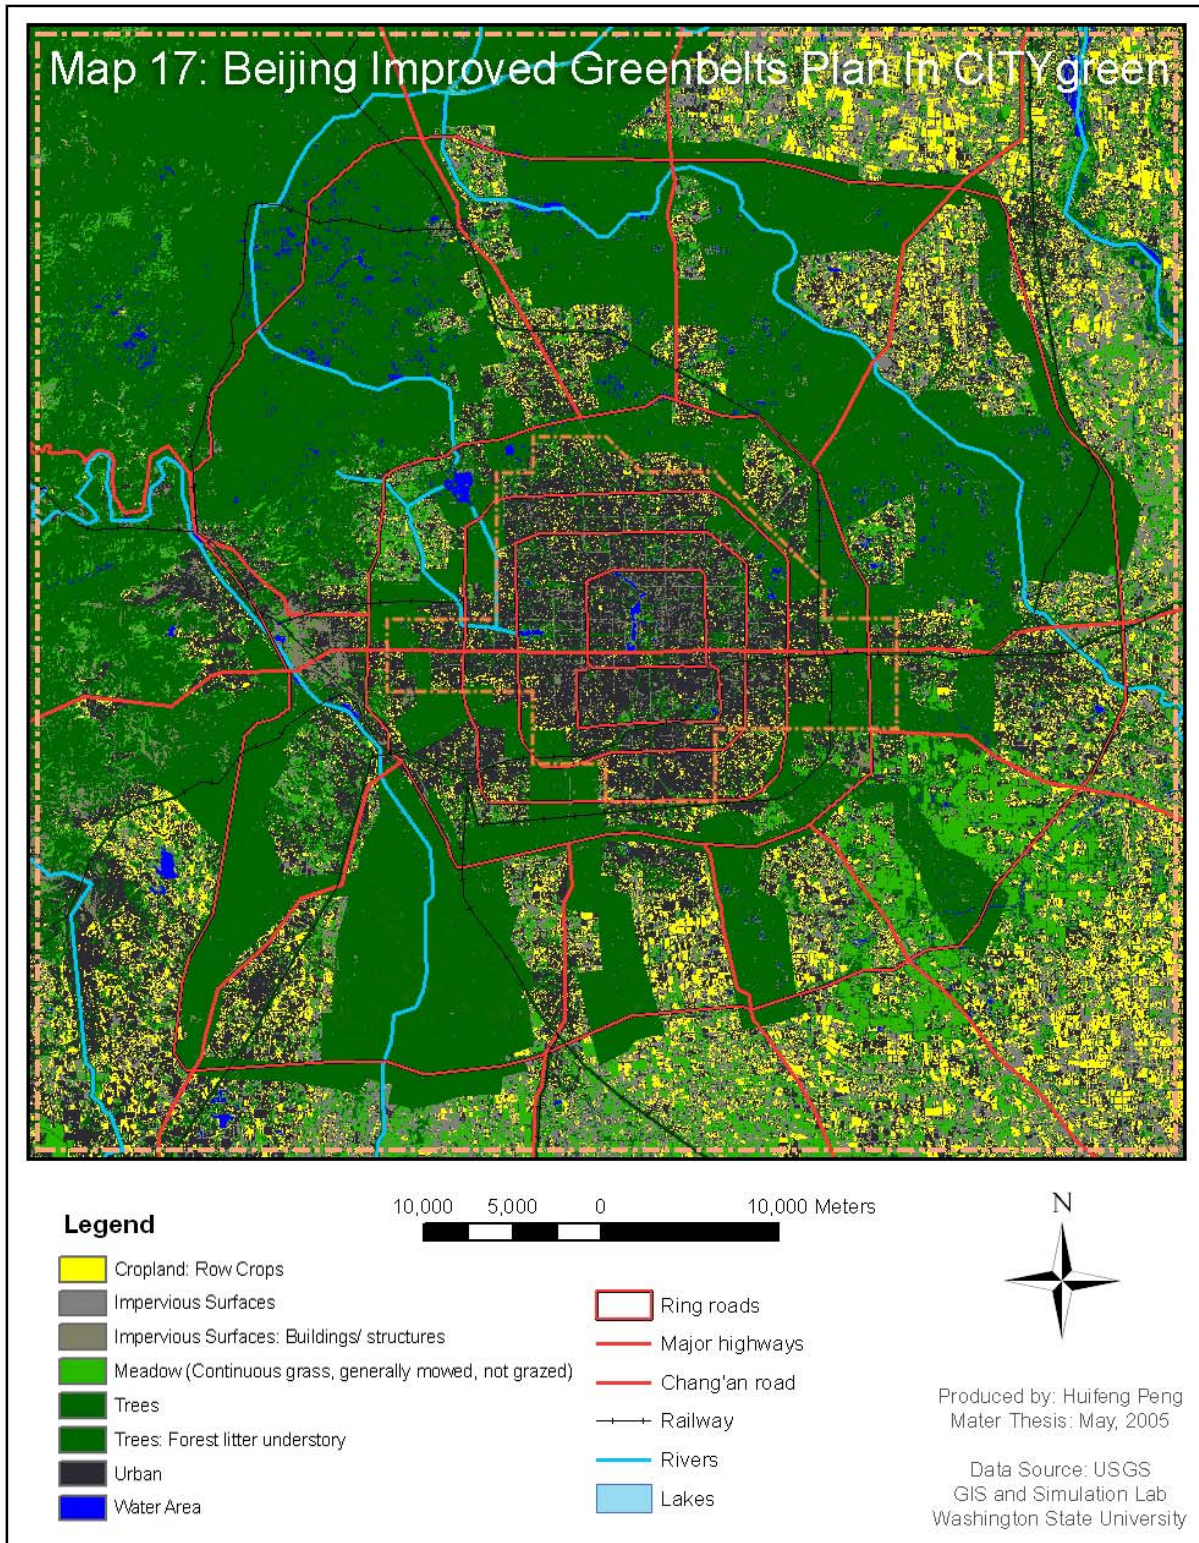 Map 17: Beijing Improved Greenbelts Plan In CITYgreen
10,000 5,000 0 10,000 Meters
N
Legend
Cropland: Row Crops
Impervious Surfaces
Impervious Surfaces: Buildings/ structures
Meadow (Continuous grass, generally mowed, not grazed)
Trees
Trees: Forest litter understory
Urban
Water Area
Ring roads
Major highways
Chang'an road
Railway
Rivers
Lakes
Produced by: Huifeng Peng
Mater Thesis: May, 2005
Data Source: USGS
GIS and Simulation Lab
Washington State University